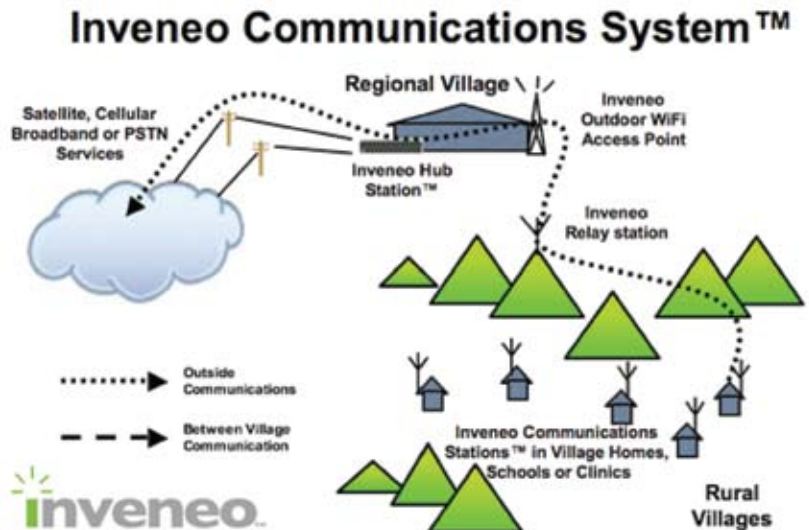 Inveneo Communications System™
Regional Village
Satellite, Cellular
Broadband or PSTN
Services
Inveneo
Outdoor WiFi
Access Point
Inveneo Hub
Station™
Inveneo
Relay station
Outside
Communications
Between Village
Communication
Inveneo Communications
Stations™ in Village Homes,
Schools or Clinics
Rural
Villages
inveneo™